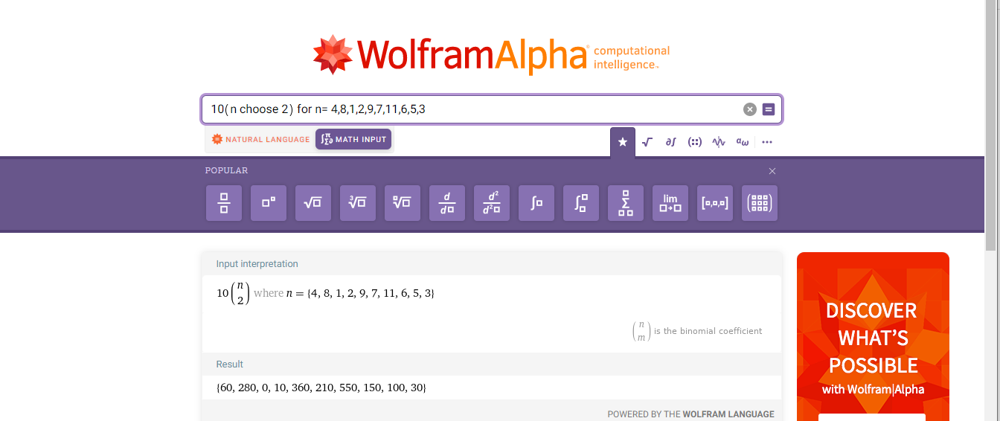 WolframAlpha computational intelligence.
10( n choose 2) for n= 4,8,1,2,9,7,11,6,5,3
NATURAL LANGUAGE
MATH INPUT
POPULAR
d
d
d²
d²
lim
10 (n 2) where n = {4, 8, 1, 2, 9, 7, 11, 6, 5, 3}
(n m) is the binomial coefficient
Input interpretation
Result
{60, 280, 0, 10, 360, 210, 550, 150, 100, 30}
POWERED BY THE WOLFRAM LANGUAGE
DISCOVER
WHAT'S
POSSIBLE
with Wolfram|Alpha